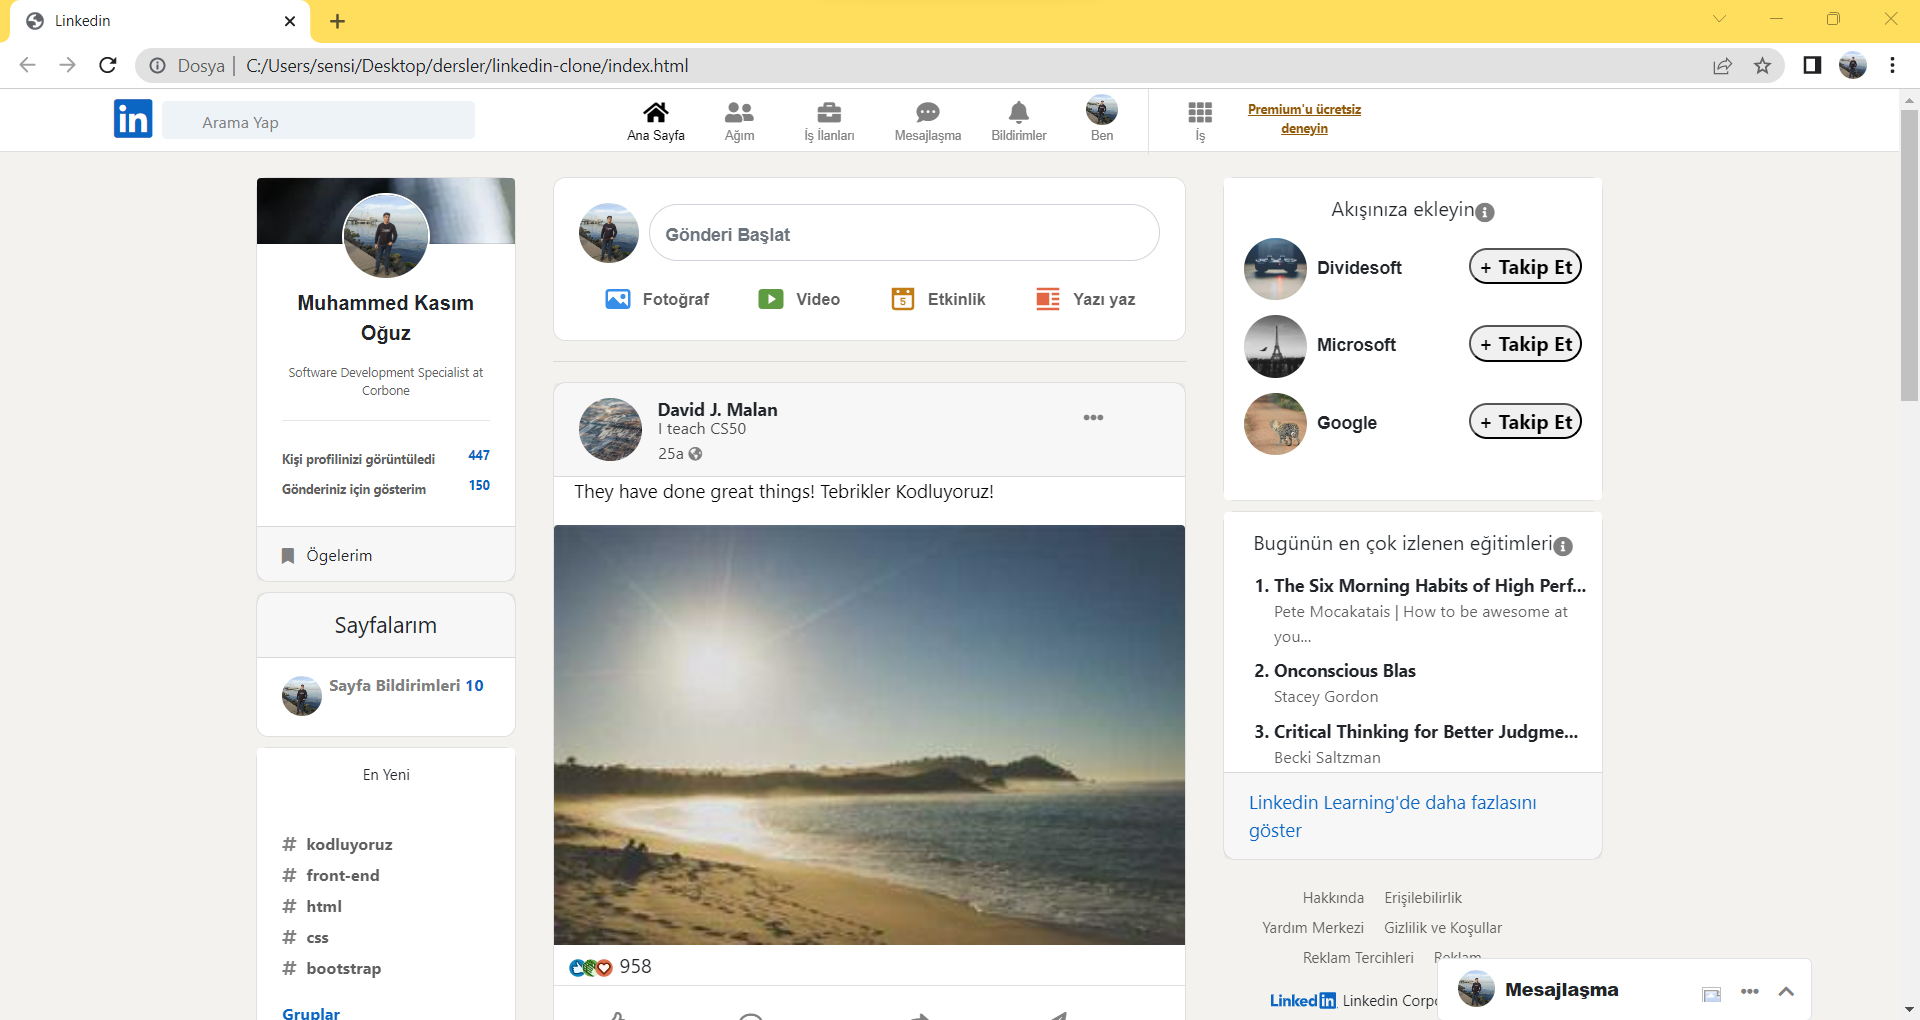 Linkedin
Dosya | C:/Users/sensi/Desktop/dersler/linkedin-clone/index.html
in
Arama Yap
Ana Sayfa
Ağım
İş İlanları
Mesajlaşma
Bildirimler
Ben
İş
Premium'u ücretsiz
deneyin
Muhammed Kasım
Oğuz
Software Development Specialist at
Corbone
Kişi profilinizi görüntüledi 447
Gönderiniz için gösterim 150
Ögelerim
Sayfalarım
Sayfa Bildirimleri 10
En Yeni
# kodluyoruz
# front-end
# html
# css
# bootstrap
Gruplar
Gönderi Başlat
Fotoğraf
Video
5
Etkinlik
Yazı yaz
David J. Malan
I teach CS50
25a
They have done great things! Tebrikler Kodluyoruz!
958
Akışınıza ekleyin
Dividesoft
+ Takip Et
Microsoft
+ Takip Et
Google
+ Takip Et
Bugünün en çok izlenen eğitimleri
1. The Six Morning Habits of High Perf...
Pete Mocakatais | How to be awesome at
you...
2. Onconscious Blas
Stacey Gordon
3. Critical Thinking for Better Judgme...
Becki Saltzman
Linkedin Learning'de daha fazlasını
göster
Hakkında Erişilebilirlik
Yardım Merkezi Gizlilik ve Koşullar
Reklam Tercihleri Reklam
Linkedin Linkedin Corpo
Mesajlaşma